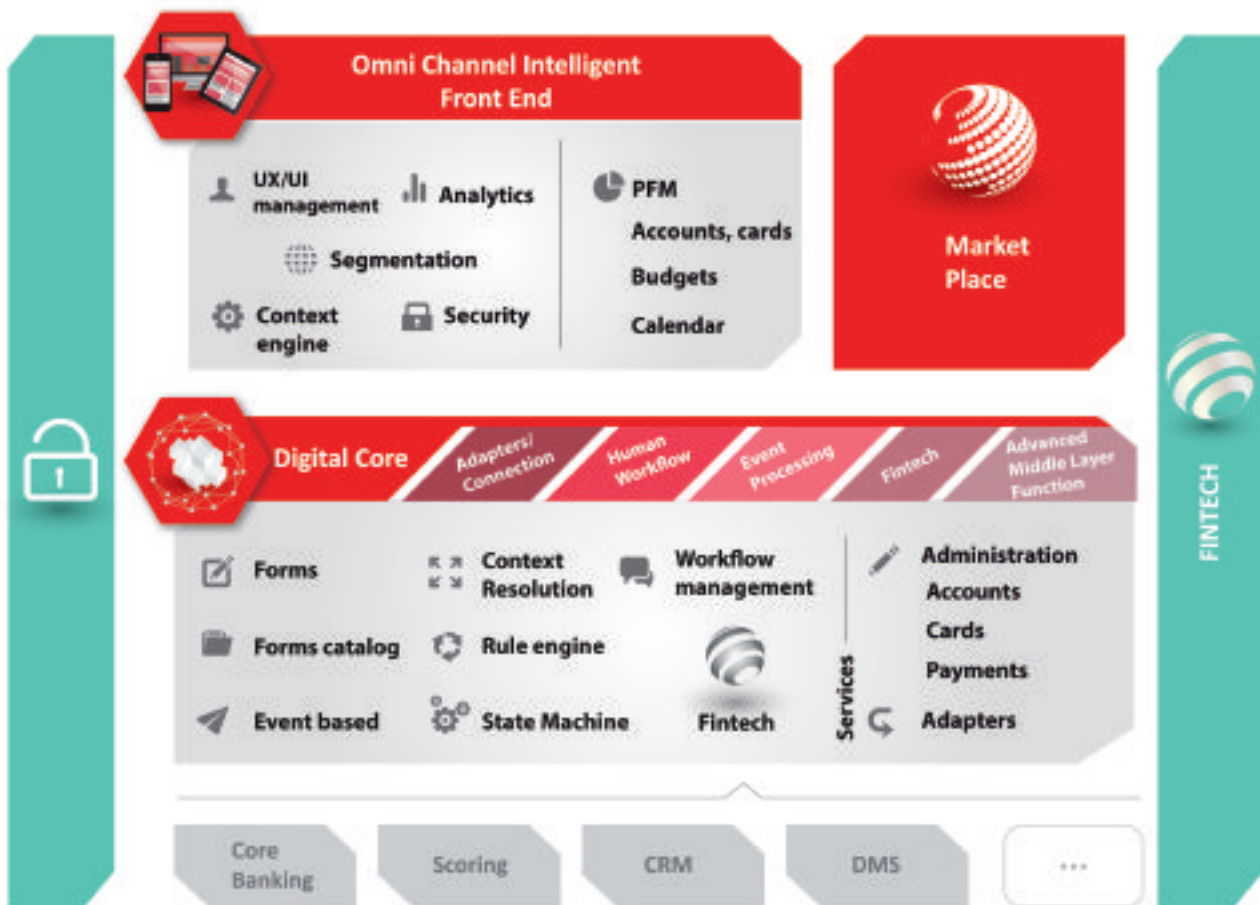 Omni Channel Intelligent
Front End
UX/UI
management
Analytics
Segmentation
Context
engine
Security
PFM
Accounts, cards
Budgets
Calendar
Market
Place
Digital Core
Adapters/
Connection
Human
Workflow
Event
Processing
Fintech
Advanced
Middle Layer
Function
Forms
Context
Resolution
Workflow
management
Forms catalog
Rule engine
Event based
State Machine
Fintech
Services
Administration
Accounts
Cards
Payments
Adapters
FINTECH
Core
Banking
Scoring
CRM
DMS
...